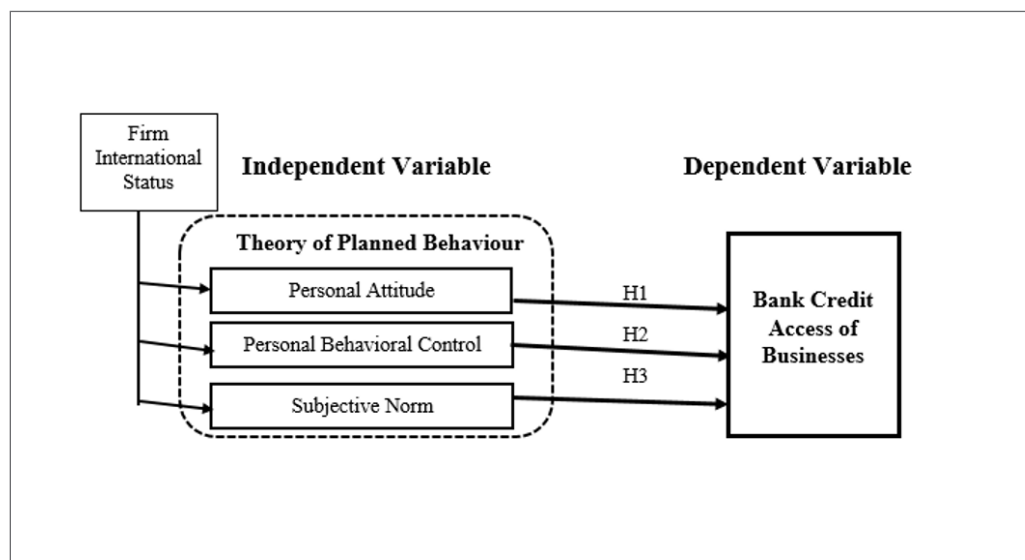 Firm
International
Status
Independent Variable
Dependent Variable
Theory of Planned Behaviour
Personal Attitude
Personal Behavioral Control
Subjective Norm
H1
H2
H3
Bank Credit
Access of
Businesses